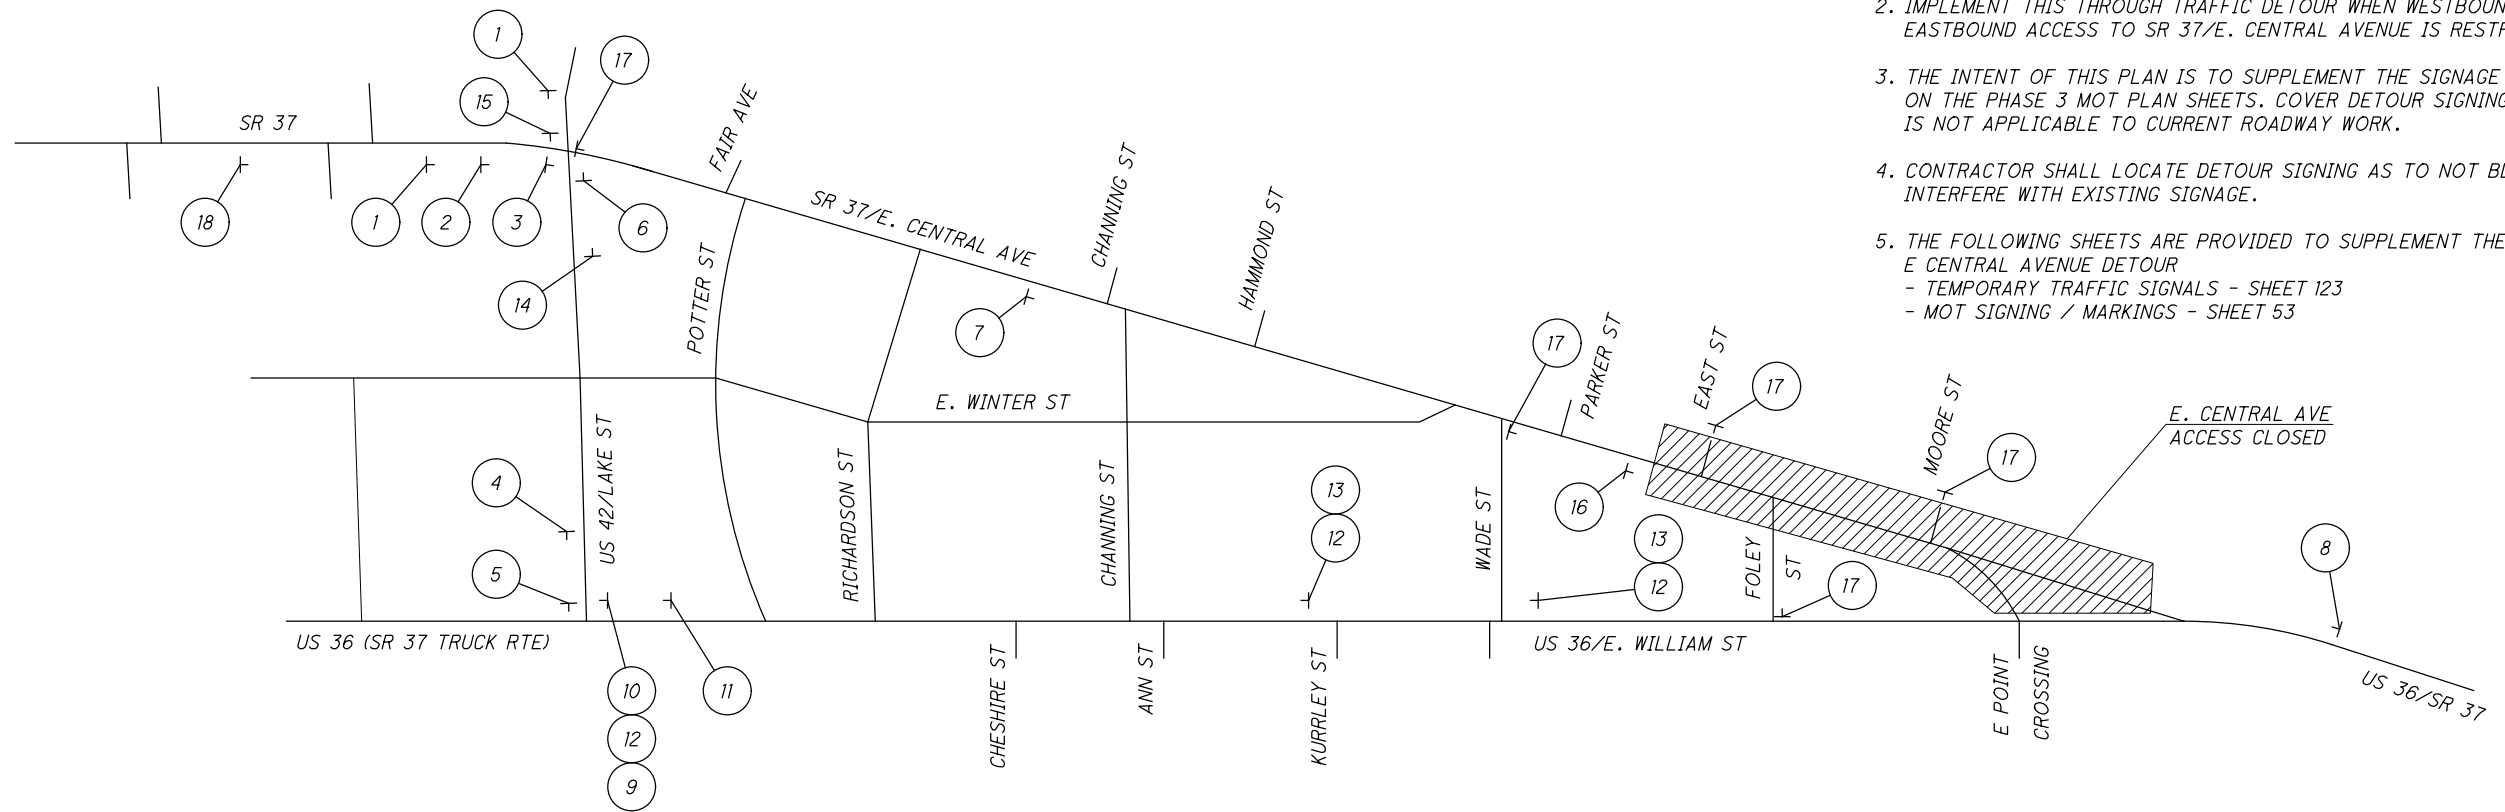 2. IMPLEMENT THIS THROUGH TRAFFIC DETOUR WHEN
EASTBOUND ACCESS TO SR 37/E. CENTRAL AVENUE IS
3. THE INTENT OF THIS PLAN IS TO SUPPLEMENT THE SIGNAGE
ON THE PHASE 3 MOT PLAN SHEETS. COVER DETOUR SIGNING
IS NOT APPLICABLE TO CURRENT ROADWAY WORK.
4. CONTRACTOR SHALL LOCATE DETOUR SIGNING AS TO NOT
INTERFERE WITH EXISTING SIGNAGE.
5. THE FOLLOWING SHEETS ARE PROVIDED TO SUPPLEMENT THE
E CENTRAL AVENUE DETOUR
- TEMPORARY TRAFFIC SIGNALS - SHEET 123
- MOT SIGNING / MARKINGS - SHEET 53
1
17
15
SR 37
FAIR AVE
18
1
2
3
6
14
POTTER ST
SR 37/E. CENTRAL AVE
CHANNING ST
HAMMOND ST
7
17
PARKER ST
EAST ST
17
MOORE ST
17
E. CENTRAL AVE
ACCESS CLOSED
E. WINTER ST
4
5
US 42/LAKE ST
RICHARDSON ST
CHANNING ST
13
12
WADE ST
16
13
12
FOLEY
ST
17
8
US 36 (SR 37 TRUCK RTE)
US 36/E. WILLIAM ST
10
12
9
11
CHESHIRE ST
ANN ST
KURRLEY ST
E POINT
CROSSING
US 36/SR 37